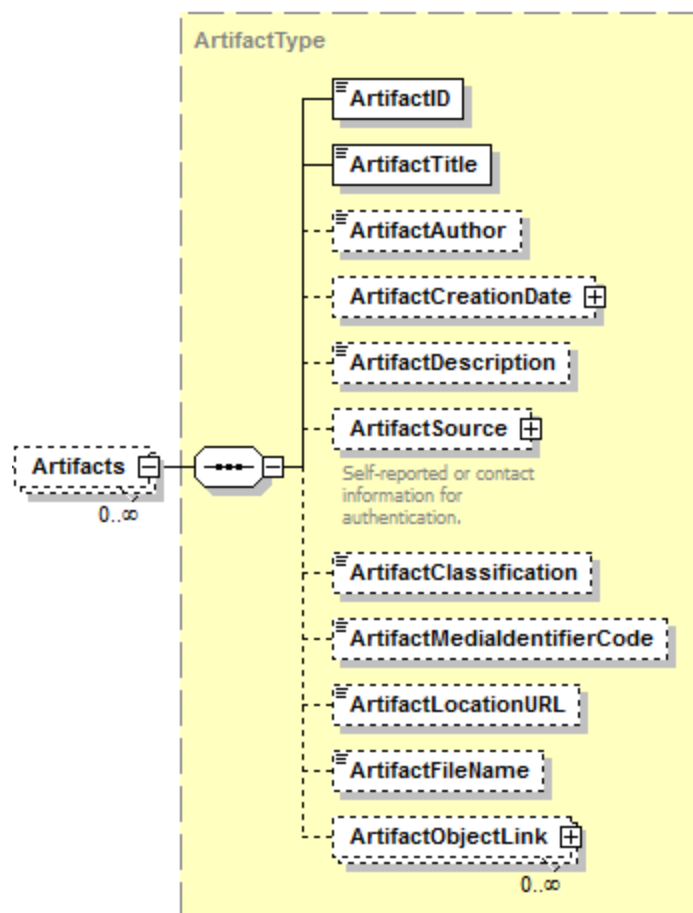 ArtifactType
ArtifactID
ArtifactTitle
ArtifactAuthor
ArtifactCreationDate
ArtifactDescription
ArtifactSource
Self-reported or contact
information for
authentication.
Artifacts
0..∞
ArtifactClassification
ArtifactMediaIdentifierCode
ArtifactLocationURL
ArtifactFileName
ArtifactObjectLink
0..∞